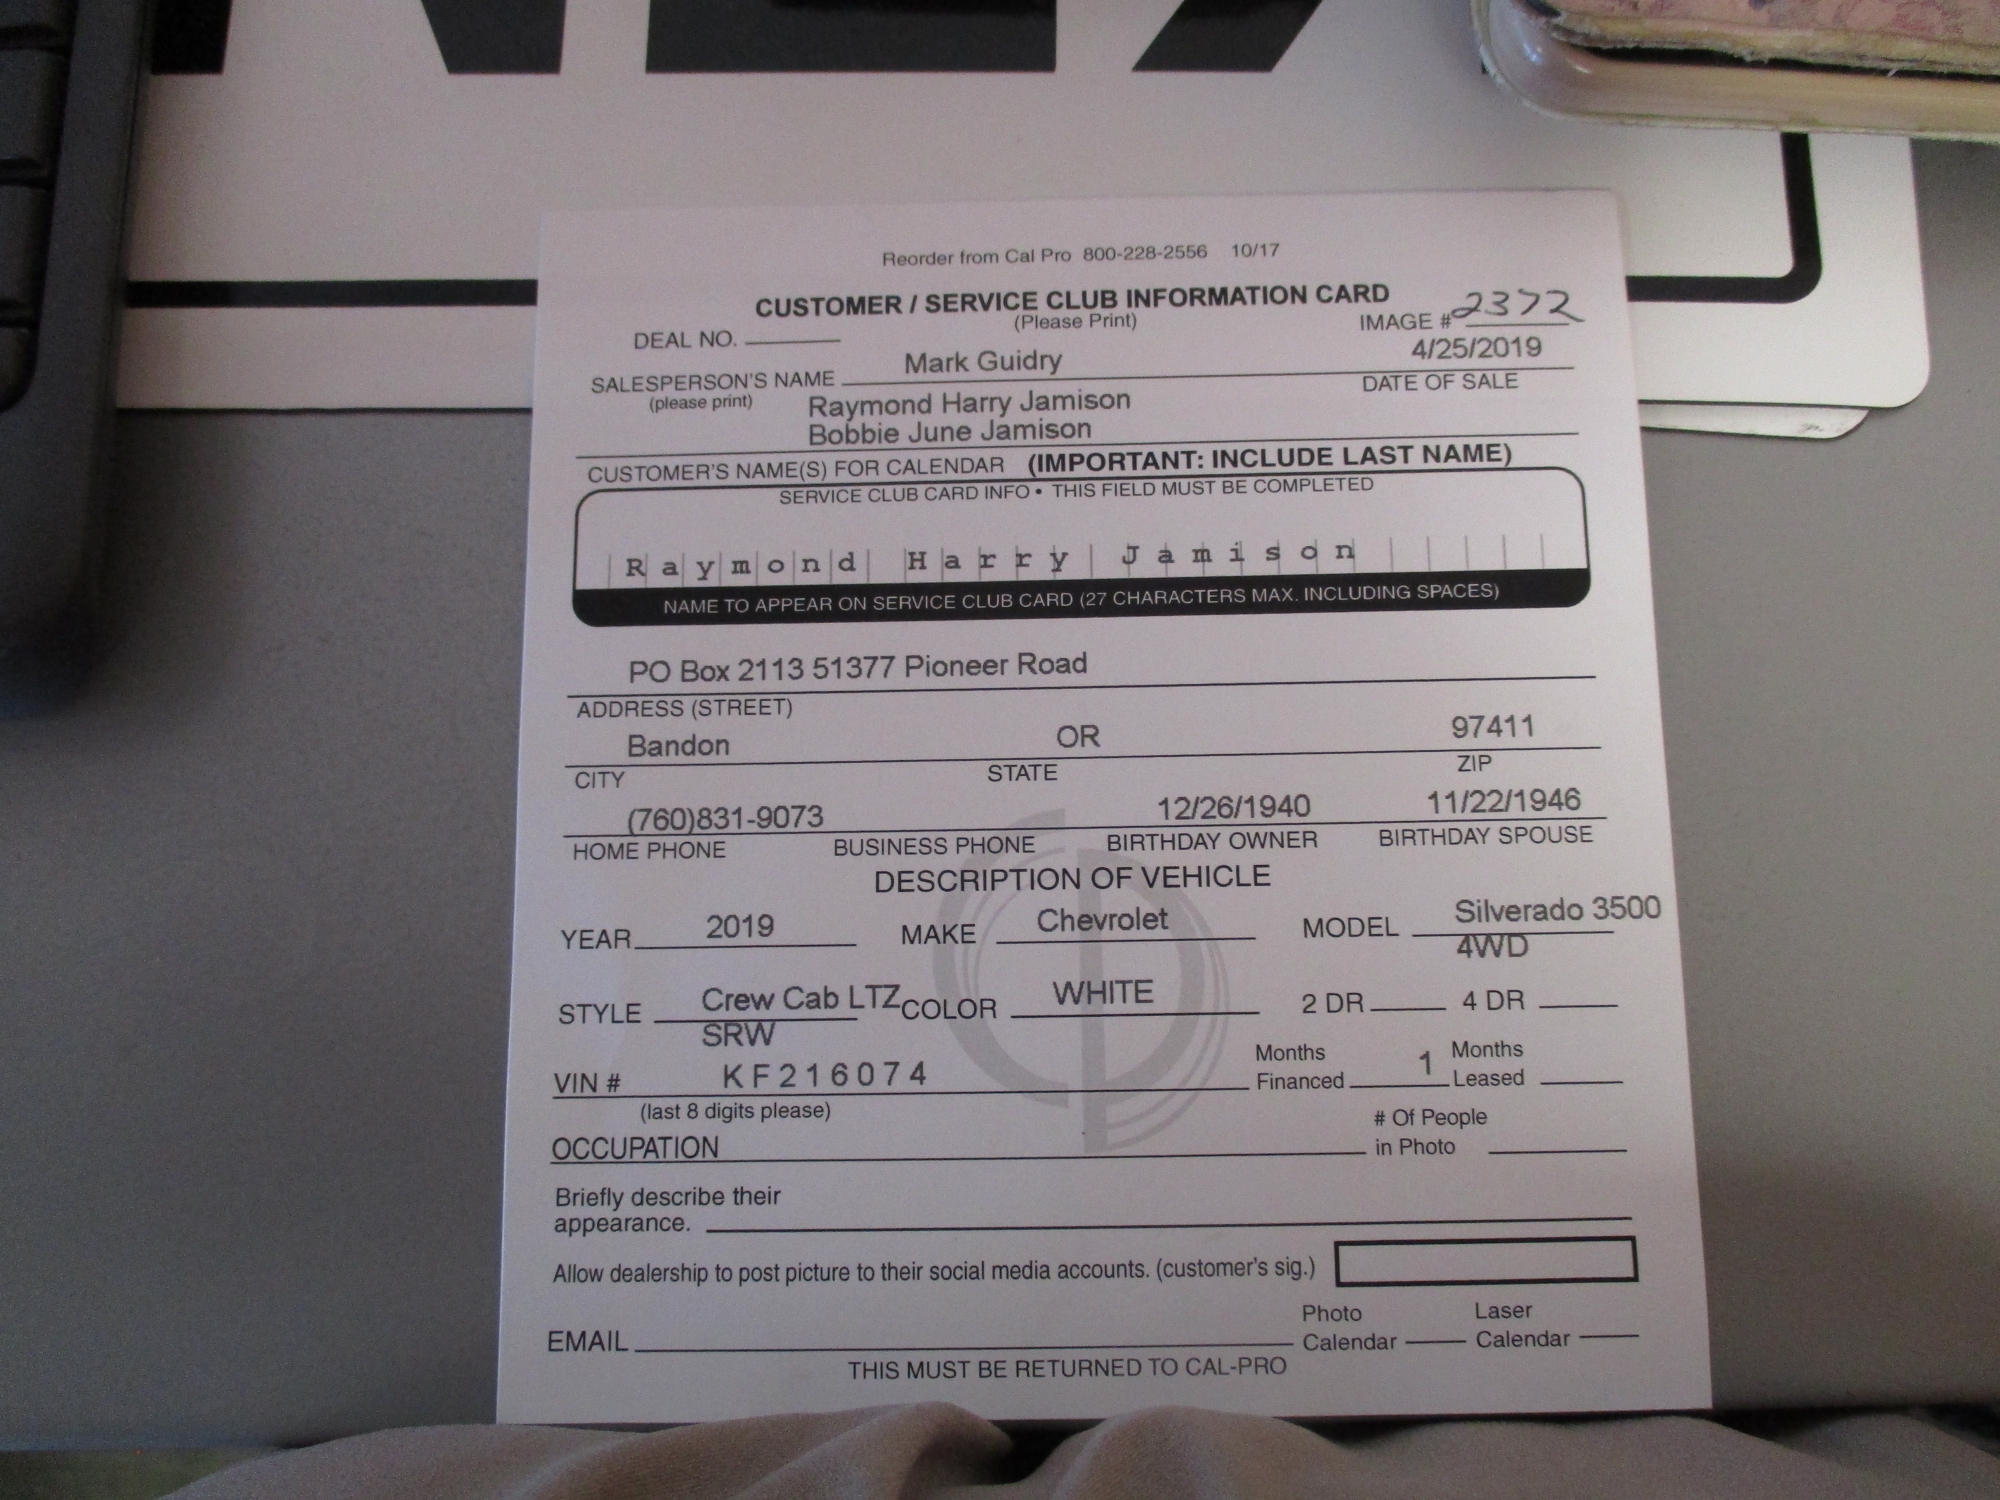 Reorder from Cal Pro 800-228-2556 10/17
CUSTOMER / SERVICE CLUB INFORMATION CARD
(Please Print)
DEAL NO.
IMAGE # 2372
Mark Guidry
4/25/2019
SALESPERSON'S NAME
DATE OF SALE
(please print)
Raymond Harry Jamison
Bobbie June Jamison
CUSTOMER'S NAME(S) FOR CALENDAR (IMPORTANT: INCLUDE LAST NAME)
SERVICE CLUB CARD INFO • THIS FIELD MUST BE COMPLETED
Raymond Harry Jamison
NAME TO APPEAR ON SERVICE CLUB CARD (27 CHARACTERS MAX. INCLUDING SPACES)
PO Box 2113 51377 Pioneer Road
ADDRESS (STREET)
Bandon OR 97411
CITY STATE ZIP
(760)831-9073 12/26/1940 11/22/1946
HOME PHONE BUSINESS PHONE BIRTHDAY OWNER BIRTHDAY SPOUSE
DESCRIPTION OF VEHICLE
YEAR 2019 MAKE Chevrolet MODEL Silverado 3500
4WD
STYLE Crew Cab LTZ COLOR WHITE 2 DR 4 DR
SRW
VIN # KF216074
Months Financed 1
Months Leased
(last 8 digits please)
OCCUPATION
# Of People
in Photo
Briefly describe their
appearance.
Allow dealership to post picture to their social media accounts. (customer's sig.)
EMAIL
Photo Calendar
Laser Calendar
THIS MUST BE RETURNED TO CAL-PRO